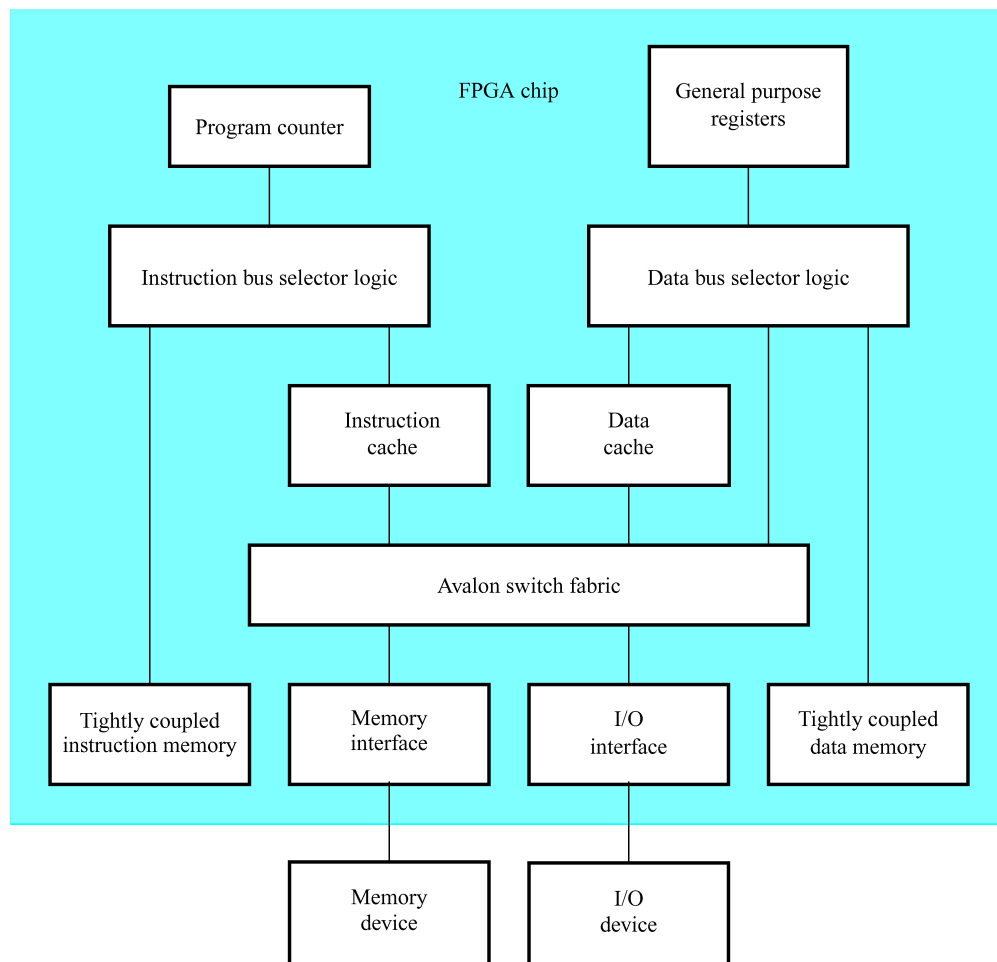 FPGA chip
General purpose
registers
Program counter
Instruction bus selector logic
Data bus selector logic
Instruction
cache
Data
cache
Avalon switch fabric
Tightly coupled
instruction memory
Memory
interface
I/O
interface
Tightly coupled
data memory
Memory
device
I/O
device